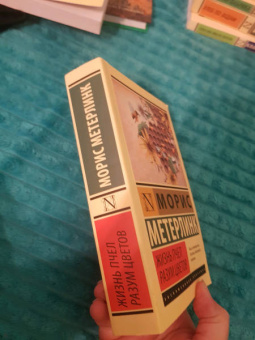 МОРИС МЕТЕРЛИНК
N
ЖИЗНЬ ПЧЕЛ
РАЗУМ ЦВЕТОВ
N МОРИС
МЕТЕРЛИНК
ЖИЗНЬ ПЧЕЛ
РАЗУМ ЦВЕТОВ